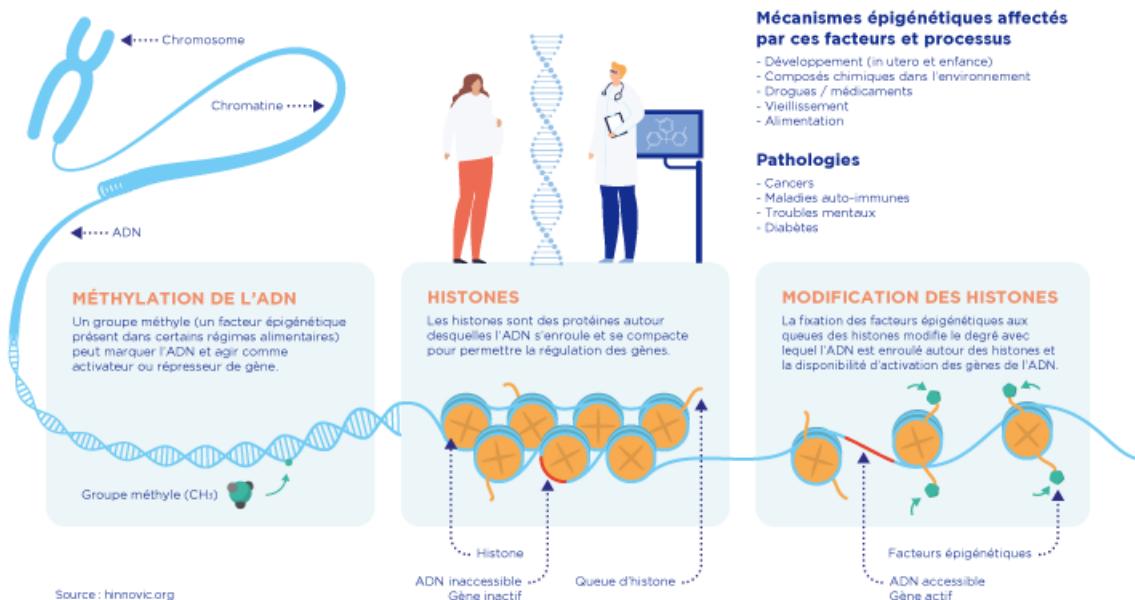 Chromosome
Chromatine
ADN
Mécanismes épigénétiques affectés
par ces facteurs et processus
- Développement (in utero et enfance)
- Composés chimiques dans l'environnement
- Drogues / médicaments
- Vieillissement
- Alimentation
Pathologies
- Cancers
- Maladies auto-immunes
- Troubles mentaux
- Diabètes
MÉTHYLATION DE L'ADN
Un groupe méthyle (un facteur épigénétique
présent dans certains régimes alimentaires)
peut marquer l'ADN et agir comme
activateur ou répresseur de gène.
Groupe méthyle (CH₃)
HISTONES
Les histones sont des protéines autour
desquelles l'ADN s'enroule et se compacte
pour permettre la régulation des gènes.
Histone
ADN inaccessible
Gène inactif
Queue d'histone
MODIFICATION DES HISTONES
La fixation des facteurs épigénétiques aux
queues des histones modifie le degré avec
lequel l'ADN est enroulé autour des histones et
la disponibilité d'activation des gènes de l'ADN.
Facteurs épigénétiques
ADN accessible
Gène actif
Source : hinnovic.org